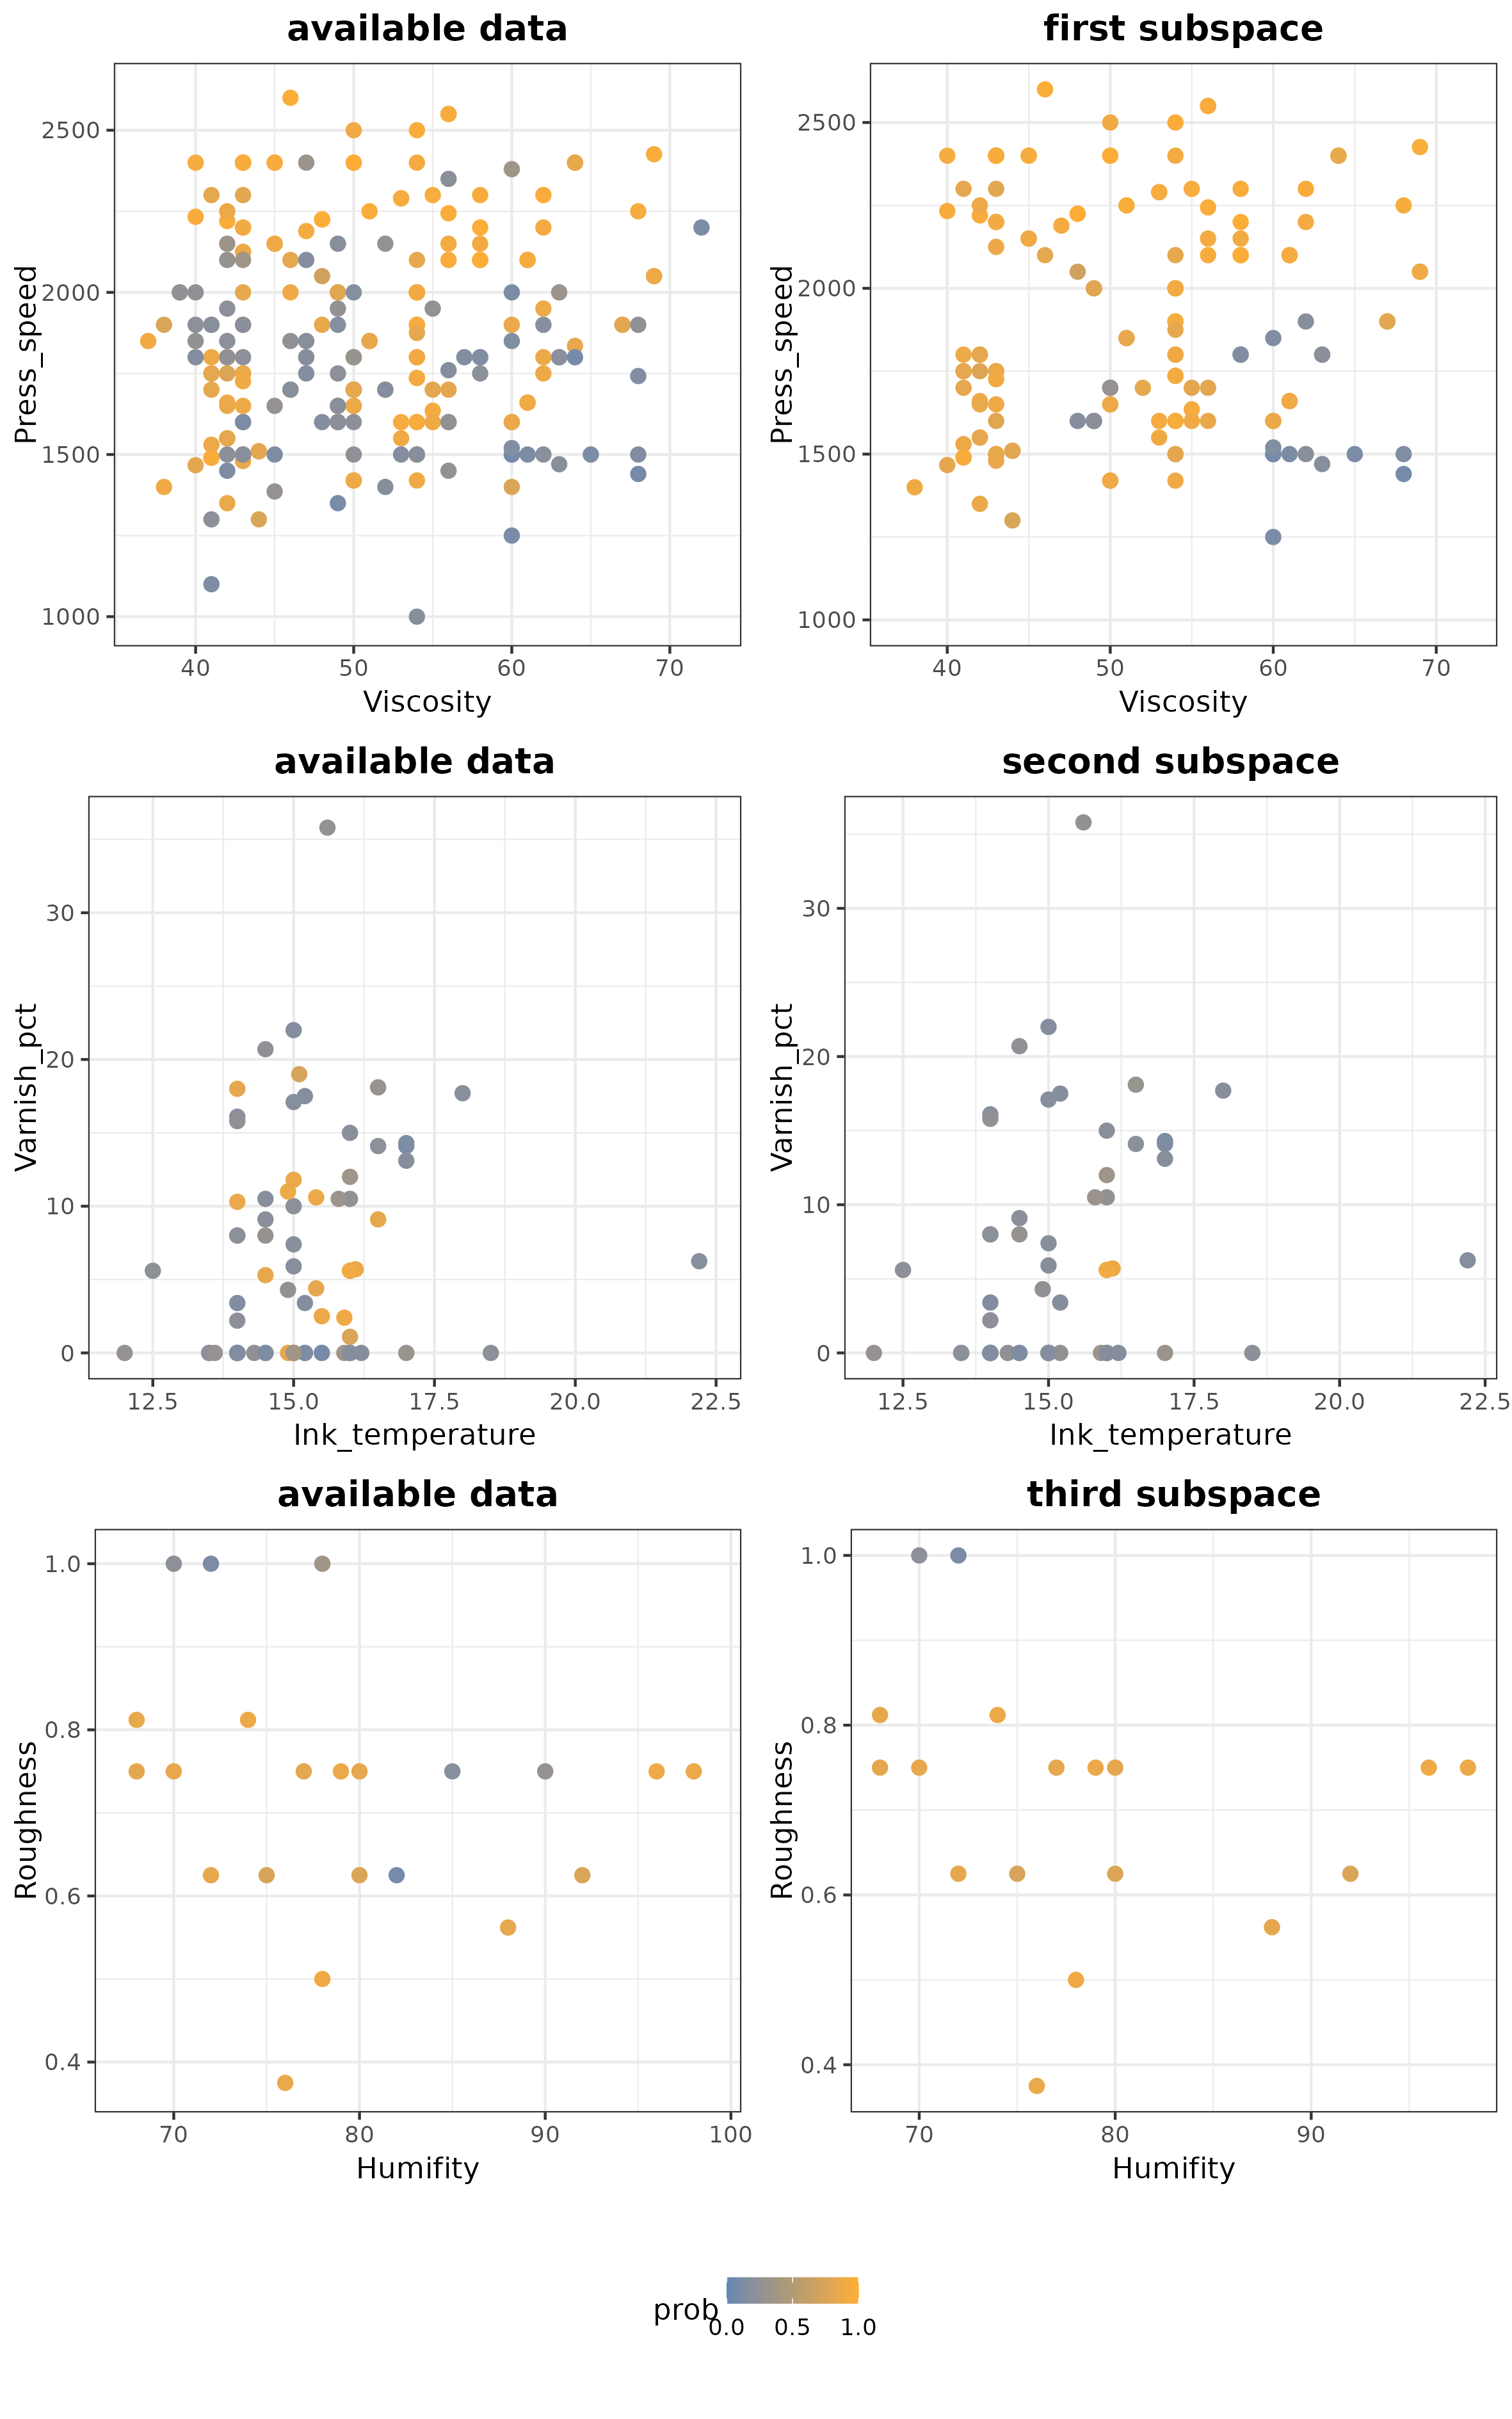 available data
first subspace
Press_speed
2500
2000
1500
1000
40 50 60 70
Viscosity
Press_speed
2500
2000
1500
1000
40 50 60 70
Viscosity
available data
second subspace
Varnish_pct
30
20
10
0
12.5 15.0 17.5 20.0 22.5
Ink_temperature
Varnish_pct
30
20
10
0
12.5 15.0 17.5 20.0 22.5
Ink_temperature
available data
third subspace
Roughness
1.0
0.8
0.6
0.4
70 80 90 100
Humifity
Roughness
1.0
0.8
0.6
0.4
70 80 90
Humifity
prob
0.0 0.5 1.0